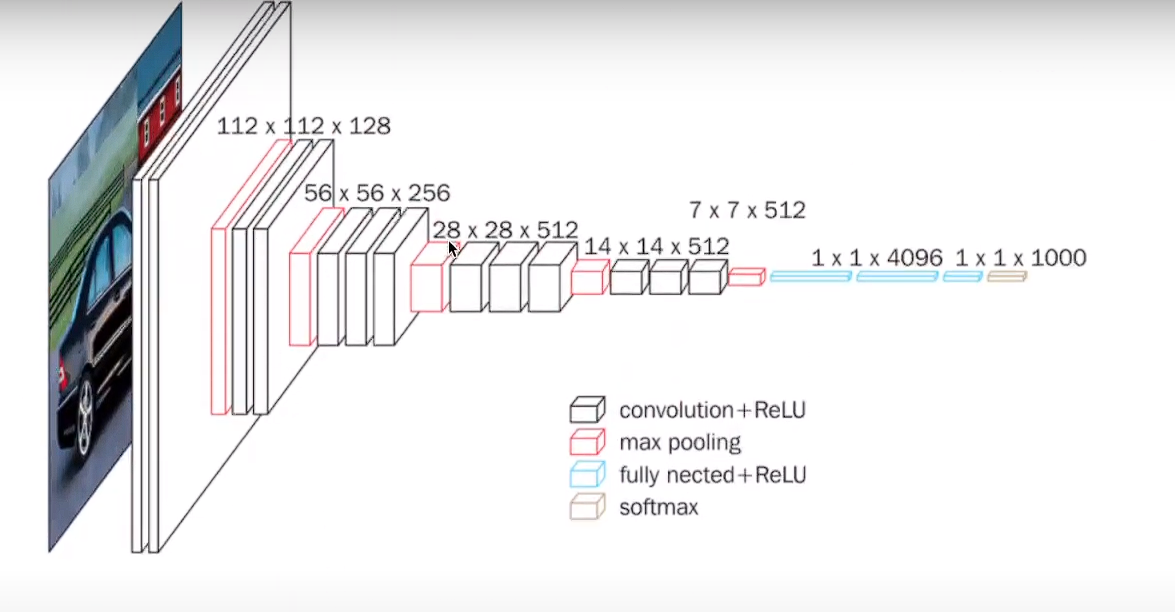 112 x 112 x 128
56 x 56 x 256
28 x 28 x 512
14 x 14 x 512
7 x 7 x 512
1 x 1 x 4096
1 x 1 x 1000
convolution+ReLU
max pooling
fully nected+ReLU
softmax